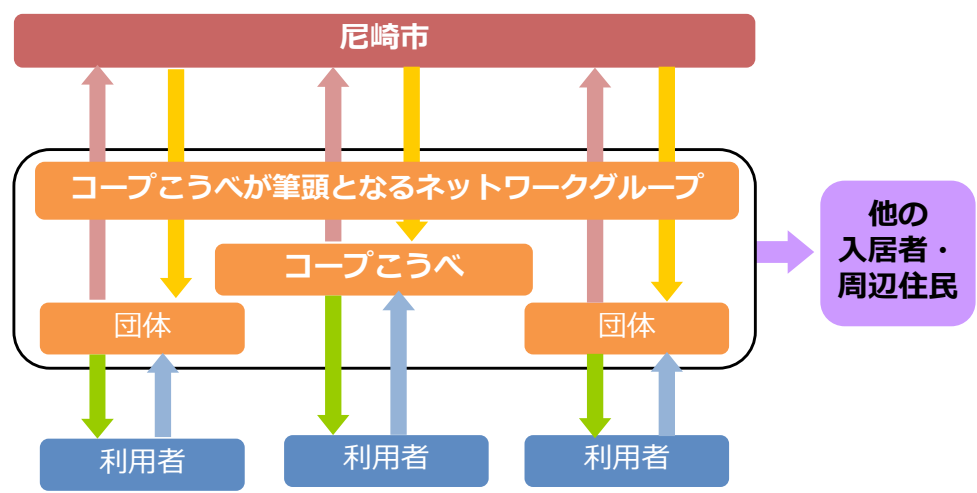 尼崎市
コープこうべが筆頭となるネットワークグループ
コープこうべ
団体
団体
利用者
利用者
利用者
他の
入居者・
周辺住民